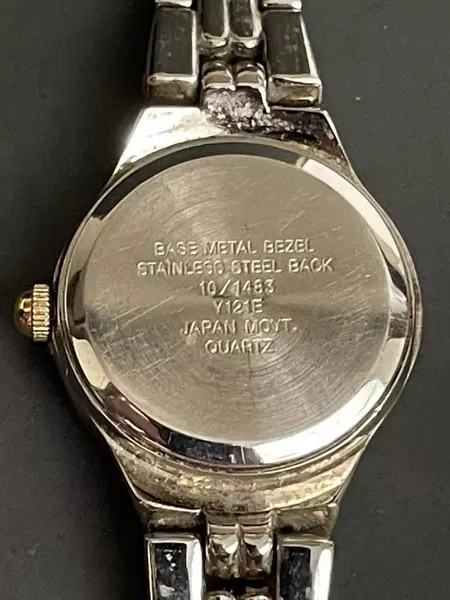 BASE METAL BEZEL
STAINLESS STEEL BACK
10/1483
Y121E
JAPAN MOVT.
QUARTZ